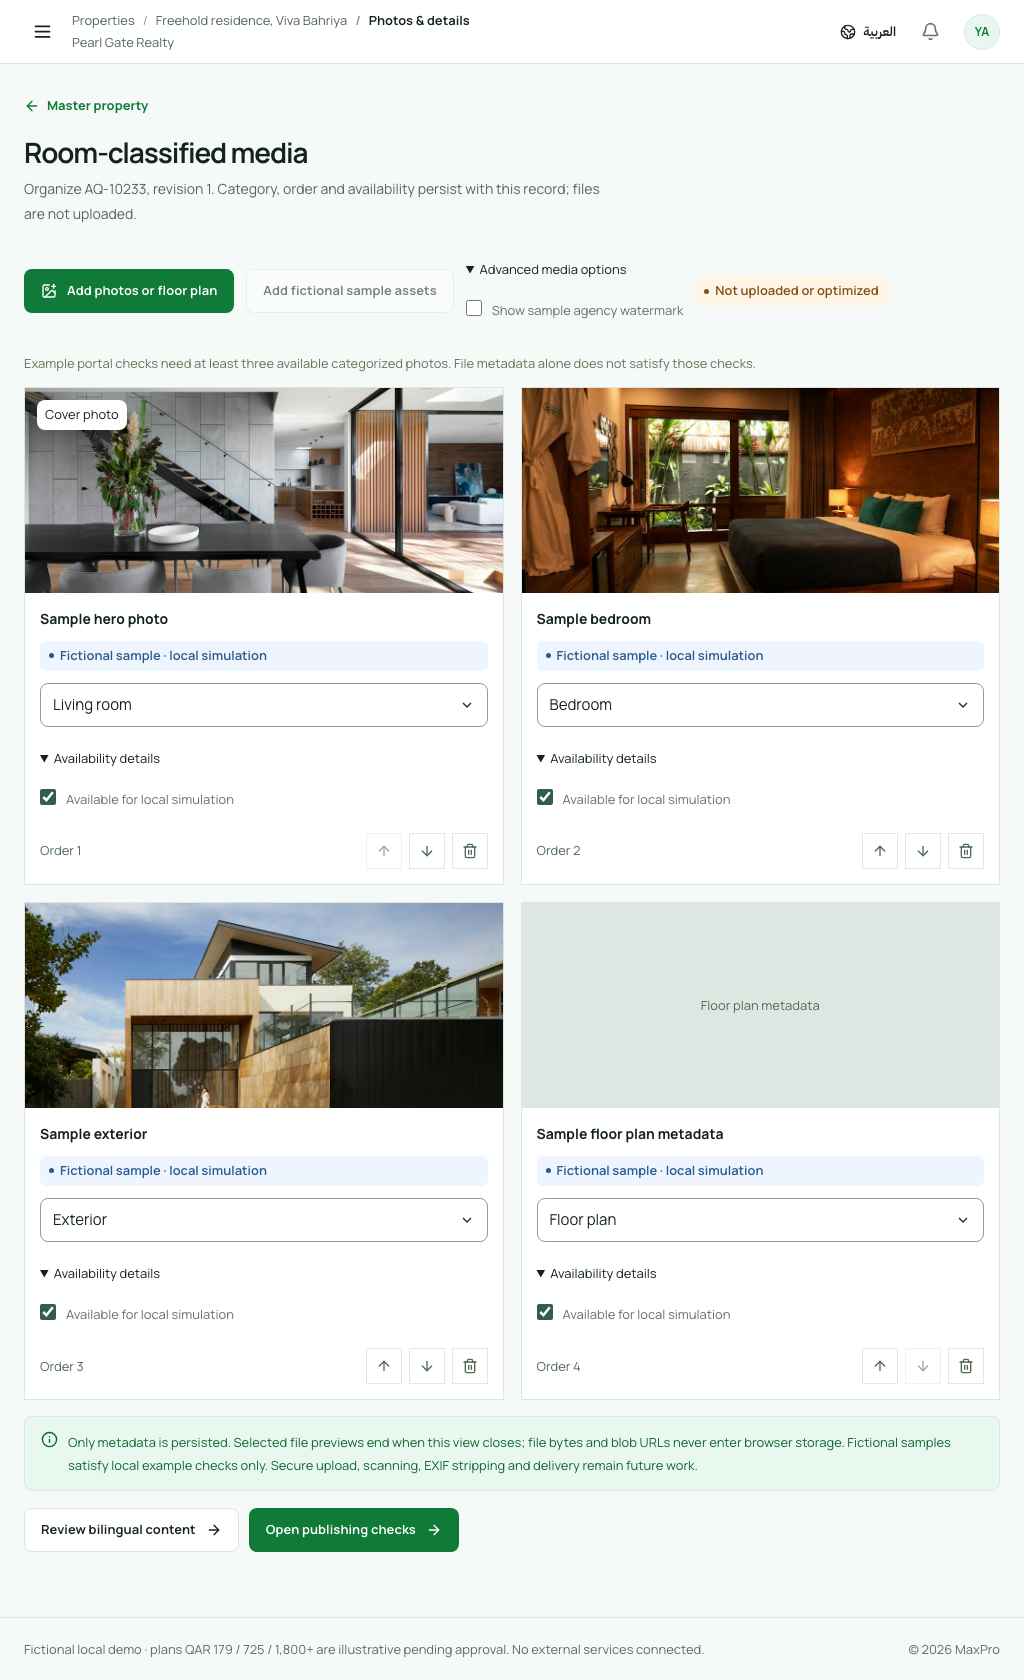 Properties / Freehold residence, Viva Bahriya / Photos & details
Pearl Gate Realty
العربية
YA
Master property
Room-classified media
Organize AQ-10233, revision 1. Category, order and availability persist with this record; files
are not uploaded.
Add photos or floor plan
Add fictional sample assets
Advanced media options
Show sample agency watermark
Not uploaded or optimized
Example portal checks need at least three available categorized photos. File metadata alone does not satisfy those checks.
Cover photo
Sample hero photo
Fictional sample · local simulation
Living room
Availability details
Available for local simulation
Order 1
Sample bedroom
Fictional sample · local simulation
Bedroom
Availability details
Available for local simulation
Order 2
Sample exterior
Fictional sample · local simulation
Exterior
Availability details
Available for local simulation
Order 3
Floor plan metadata
Sample floor plan metadata
Fictional sample · local simulation
Floor plan
Availability details
Available for local simulation
Order 4
Only metadata is persisted. Selected file previews end when this view closes; file bytes and blob URLs never enter browser storage. Fictional samples
satisfy local example checks only. Secure upload, scanning, EXIF stripping and delivery remain future work.
Review bilingual content
Open publishing checks
Fictional local demo · plans QAR 179 / 725 / 1,800+ are illustrative pending approval. No external services connected.
© 2026 MaxPro